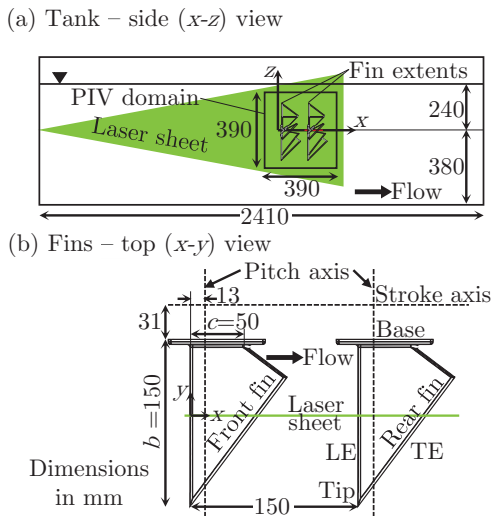 (a) Tank – side (x-z) view
z
Fin extents
PIV domain
Laser sheet
390
x
240
380
390
Flow
2410
(b) Fins – top (x-y) view
Pitch axis
13
Stroke axis
31
c=50
Base
Flow
b =150
y
x
Front fin
Laser
sheet
Rear fin
LE
TE
Dimensions
in mm
Tip
150